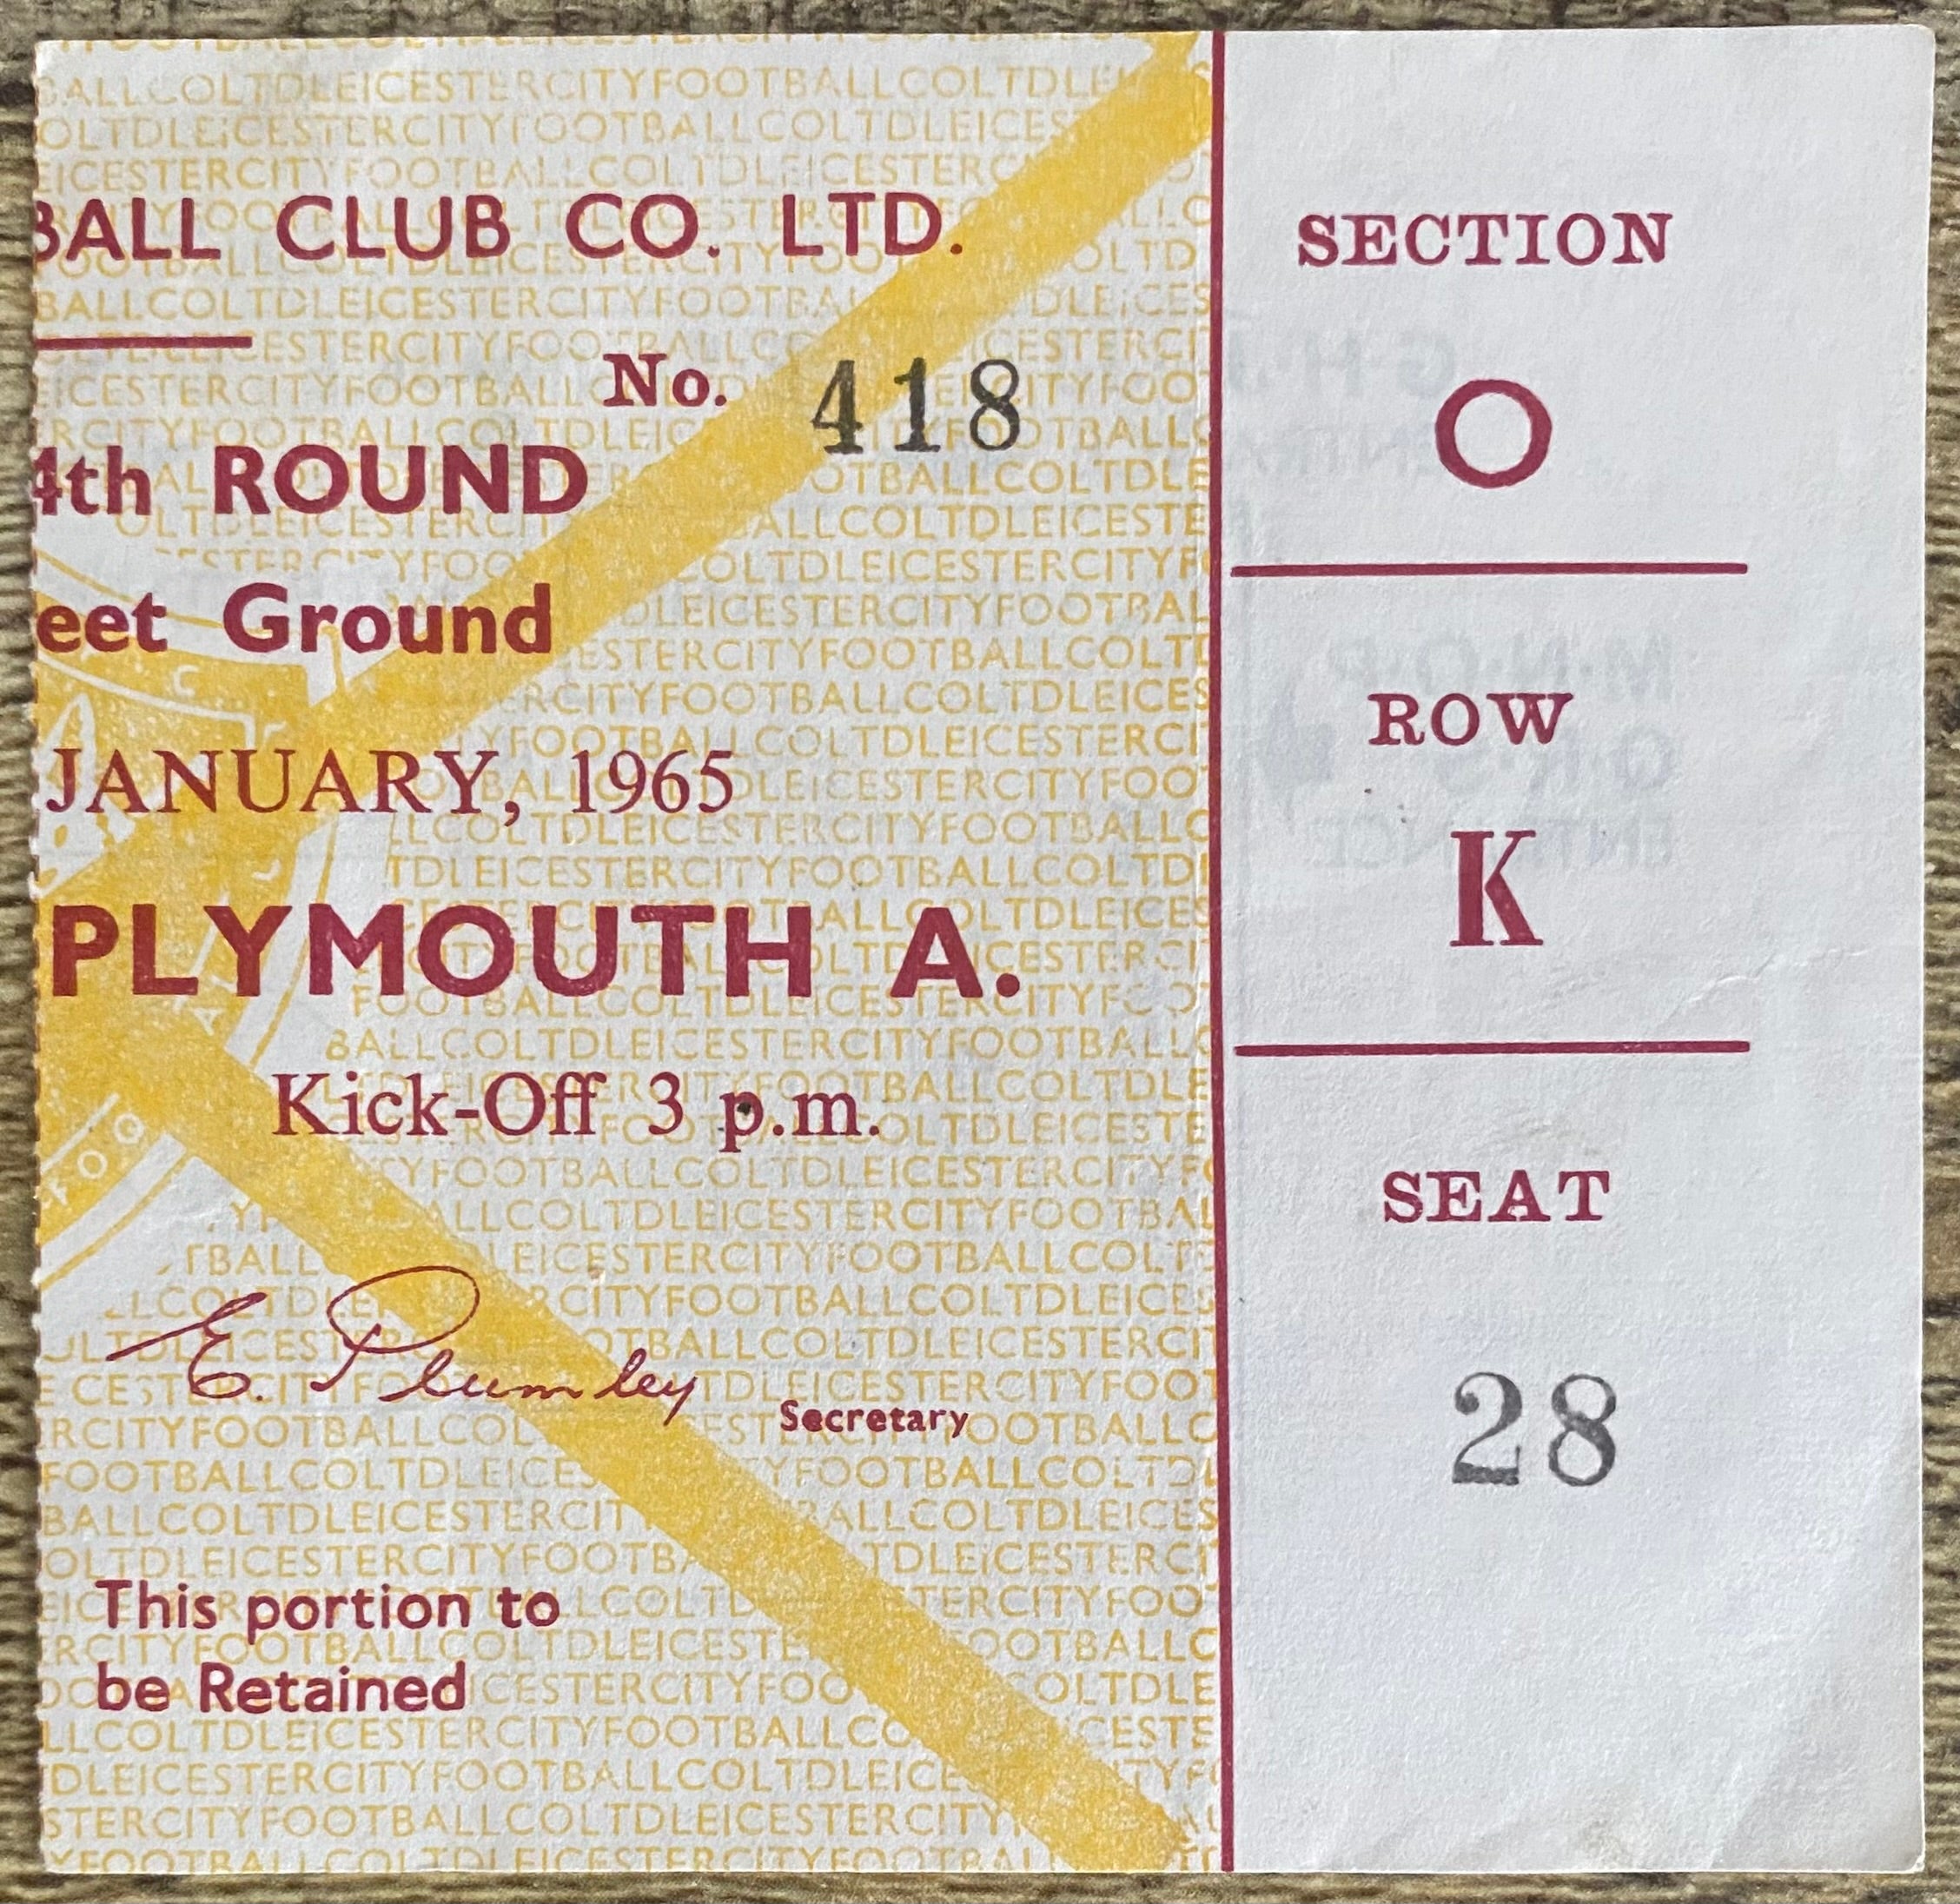 BALL CLUB CO. LTD.
No. 418
4th ROUND
eet Ground
JANUARY, 1965
PLYMOUTH A.
Kick-Off 3 p.m.
E. Plumley
Secretary
This portion to
be Retained
SECTION
O
ROW
K
SEAT
28